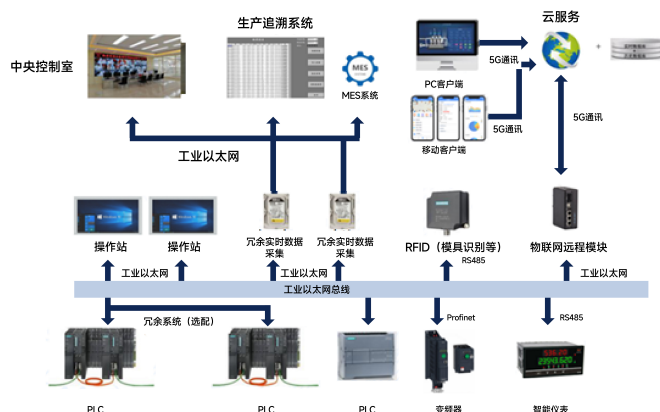 生产追溯系统
云服务
中央控制室
MES
MES系统
PC客户端
5G通讯
5G通讯
移动客户端
5G通讯
工业以太网
操作站
操作站
冗余实时数据
采集
冗余实时数据
采集
RFID（模具识别等）
RS485
物联网远程模块
工业以太网
工业以太网
工业以太网
工业以太网总线
冗余系统（选配）
Profinet
RS485
PLC
PLC
PLC
变频器
智能仪表